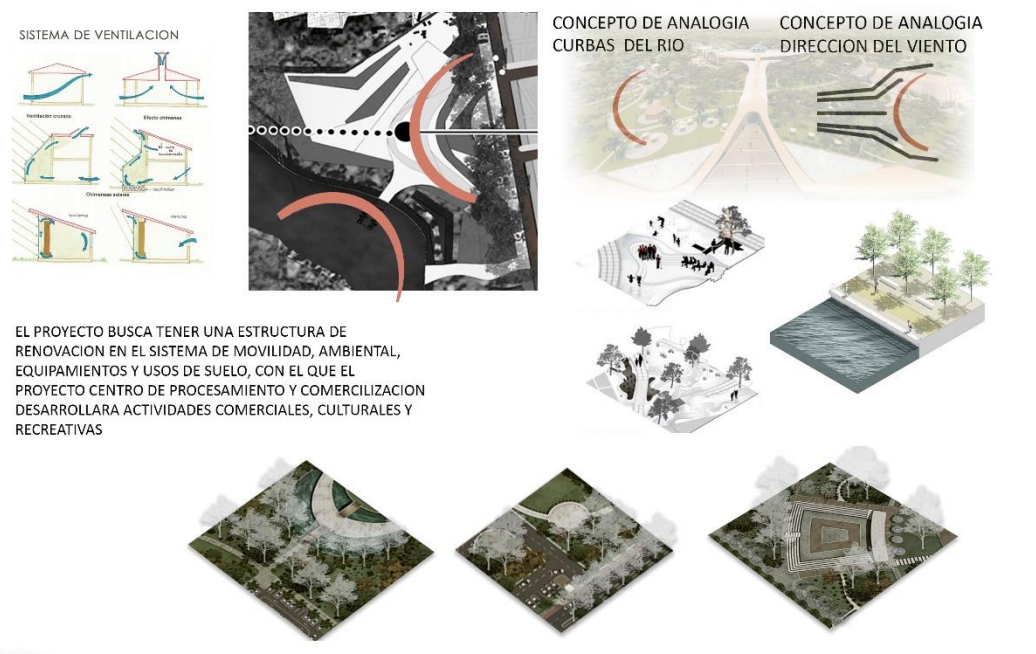 SISTEMA DE VENTILACION
Ventilación cruzada
Efecto chimenea
Chimeneas solares
CONCEPTO DE ANALOGIA
CURBAS DEL RIO
CONCEPTO DE ANALOGIA
DIRECCION DEL VIENTO
EL PROYECTO BUSCA TENER UNA ESTRUCTURA DE
RENOVACION EN EL SISTEMA DE MOVILIDAD, AMBIENTAL,
EQUIPAMIENTOS Y USOS DE SUELO, CON EL QUE EL
PROYECTO CENTRO DE PROCESAMIENTO Y COMERCILIZACION
DESARROLLARA ACTIVIDADES COMERCIALES, CULTURALES Y
RECREATIVAS